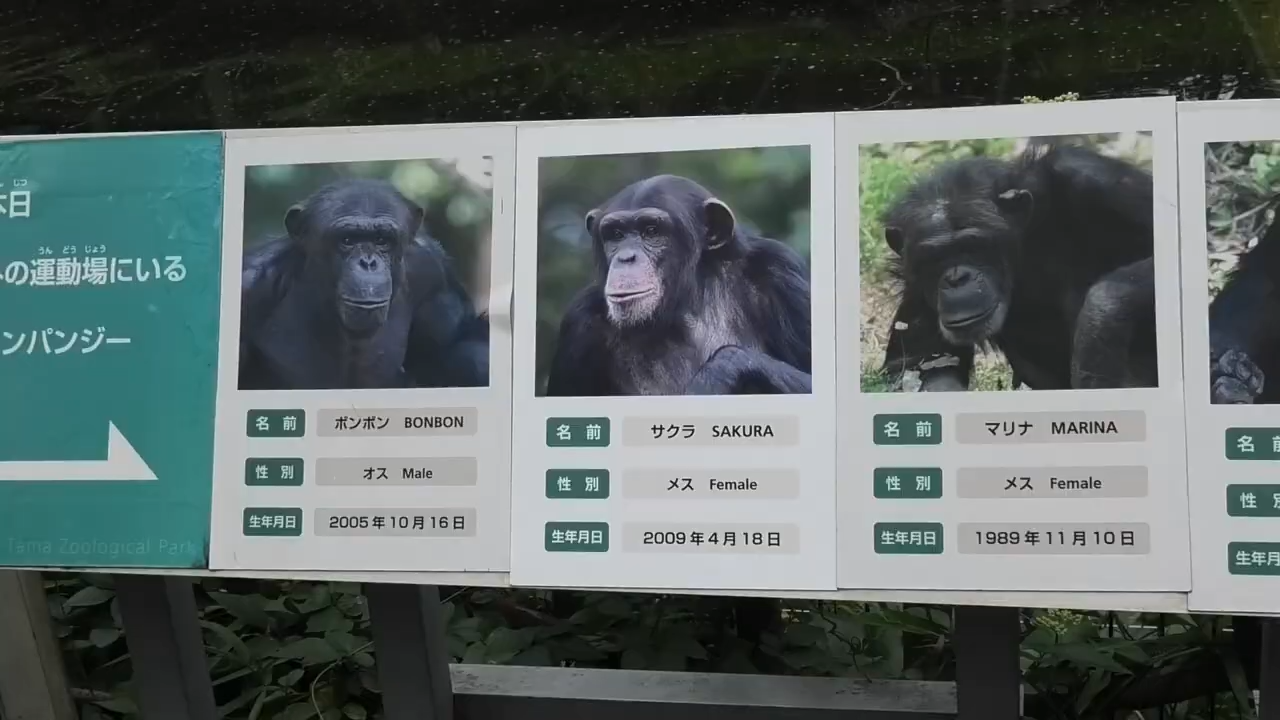 日
の運動場にいる
ンパンジー
Tama Zoological Park
名前 ボンボン BONBON
性別 オス Male
生年月日 2005年10月16日
名前 サクラ SAKURA
性別 メス Female
生年月日 2009年4月18日
名前 マリナ MARINA
性別 メス Female
生年月日 1989年11月10日
名前
性別
生年月